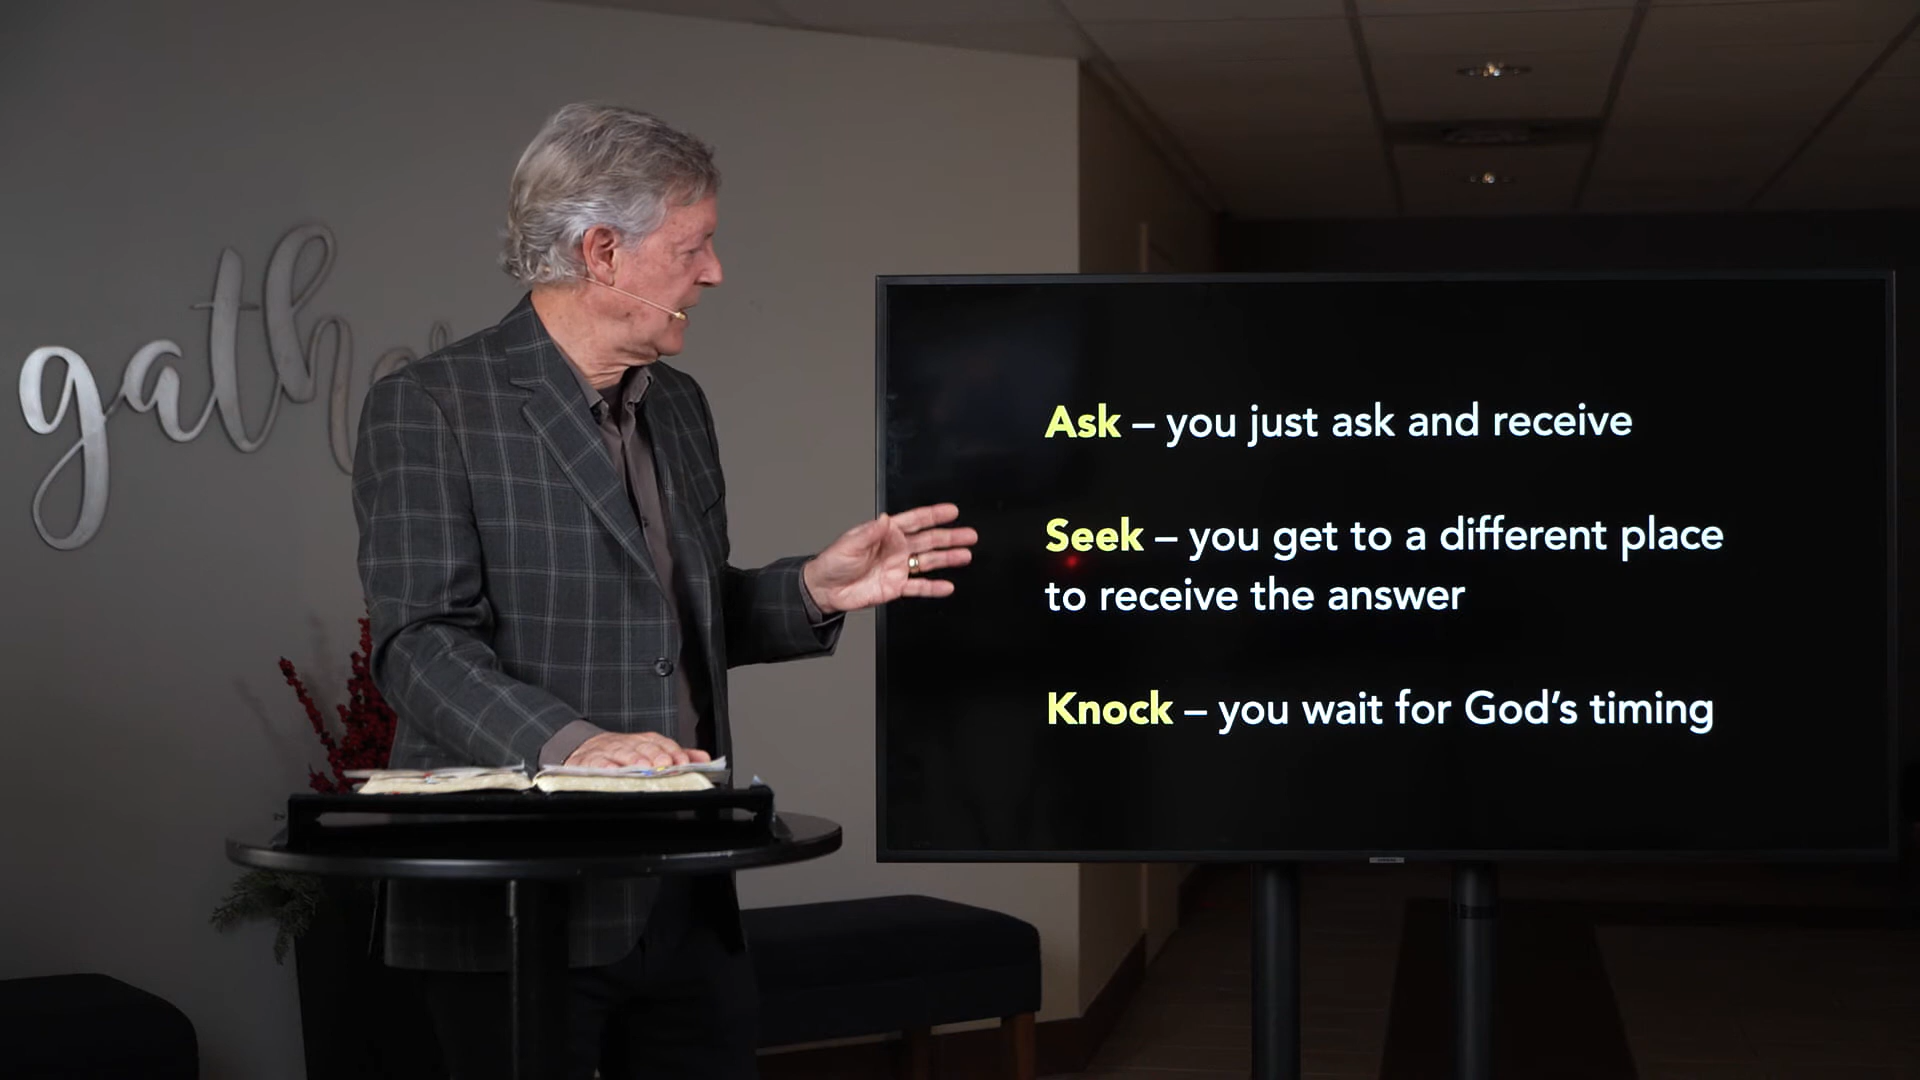 gathe
Ask – you just ask and receive
Seek – you get to a different place
to receive the answer
Knock – you wait for God’s timing